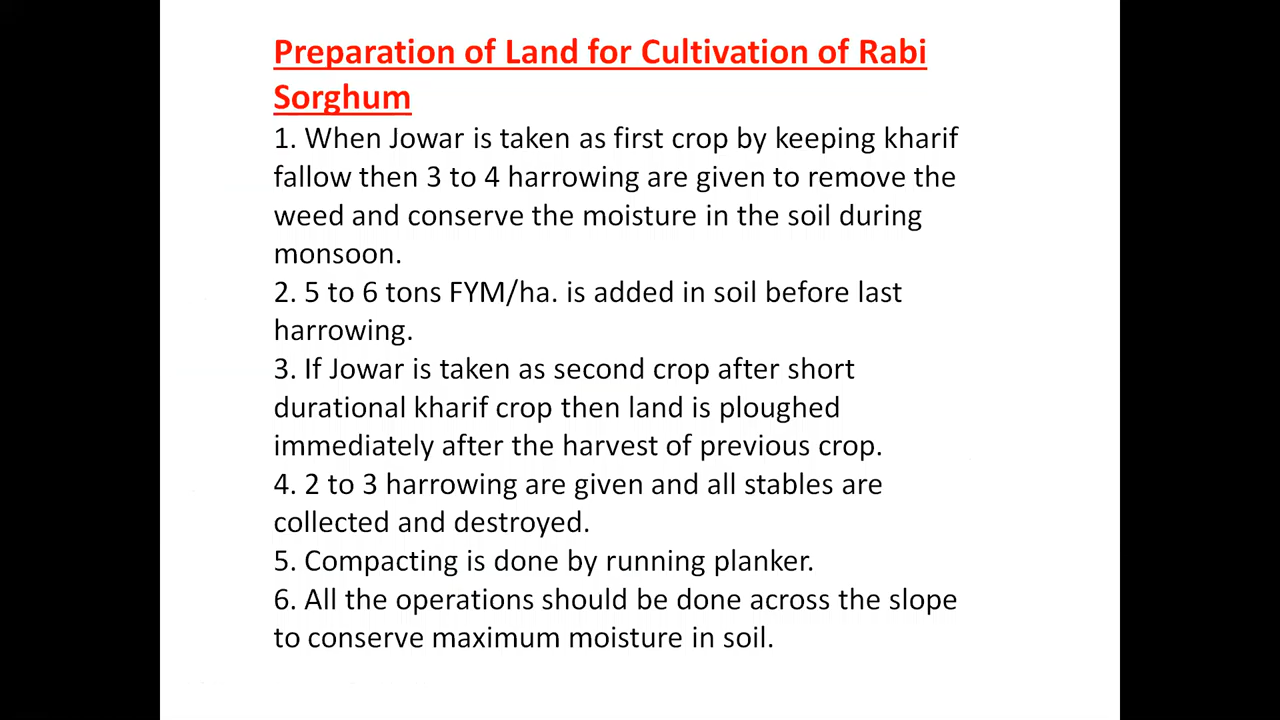 Preparation of Land for Cultivation of Rabi
Sorghum
1. When Jowar is taken as first crop by keeping kharif
fallow then 3 to 4 harrowing are given to remove the
weed and conserve the moisture in the soil during
monsoon.
2. 5 to 6 tons FYM/ha. is added in soil before last
harrowing.
3. If Jowar is taken as second crop after short
durational kharif crop then land is ploughed
immediately after the harvest of previous crop.
4. 2 to 3 harrowing are given and all stables are
collected and destroyed.
5. Compacting is done by running planker.
6. All the operations should be done across the slope
to conserve maximum moisture in soil.